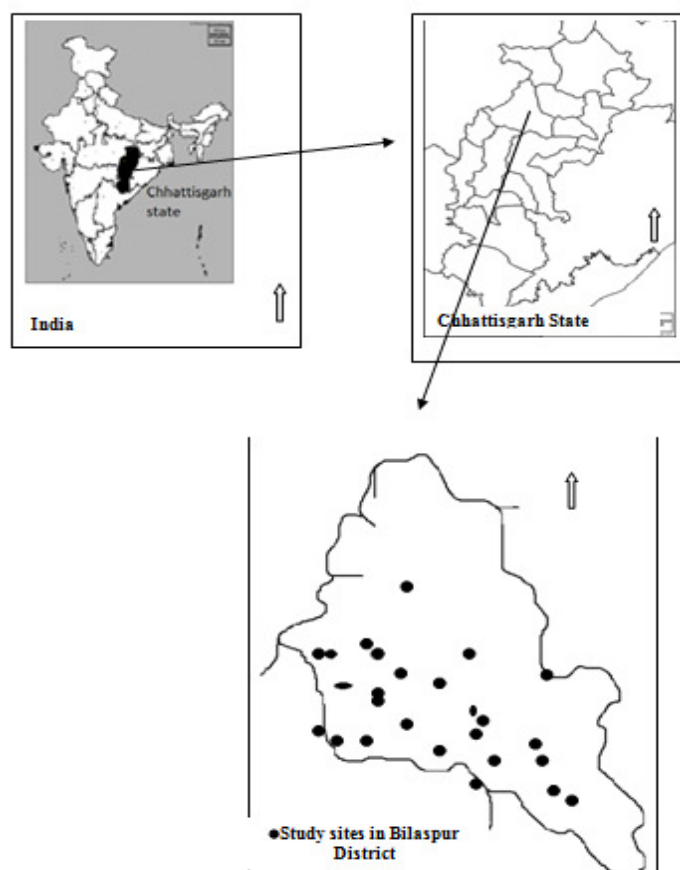 Chhattisgarh
state
India
Chhattisgarh State
Study sites in Bilaspur
District